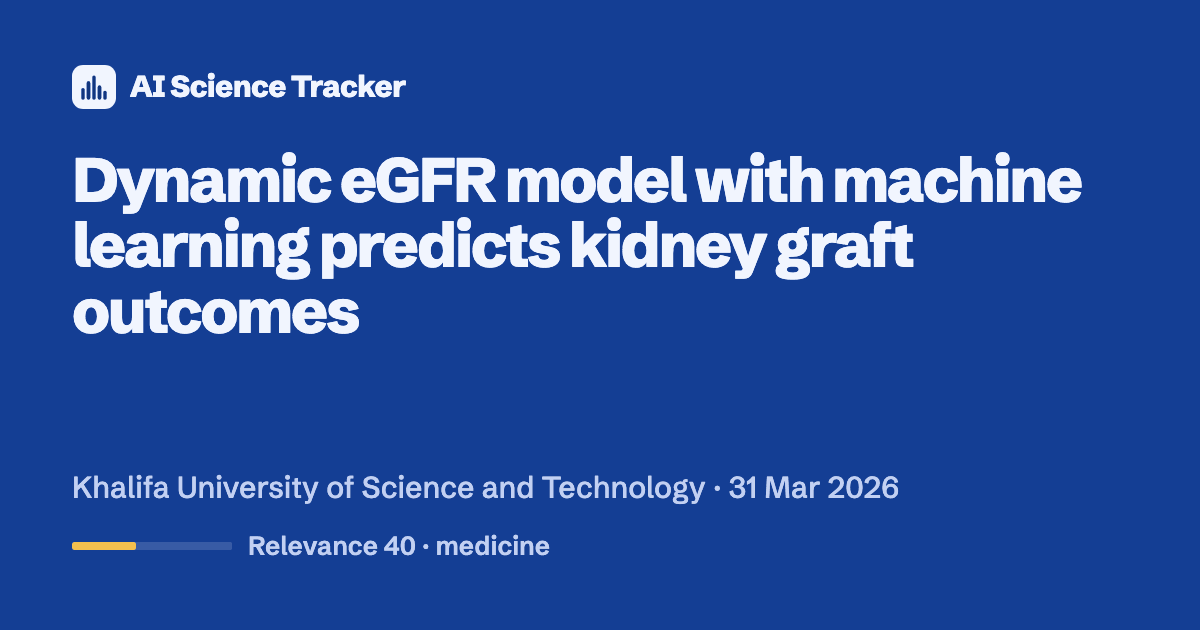 AI Science Tracker
Dynamic eGFR model with machine
learning predicts kidney graft
outcomes
Khalifa University of Science and Technology · 31 Mar 2026
Relevance 40 · medicine